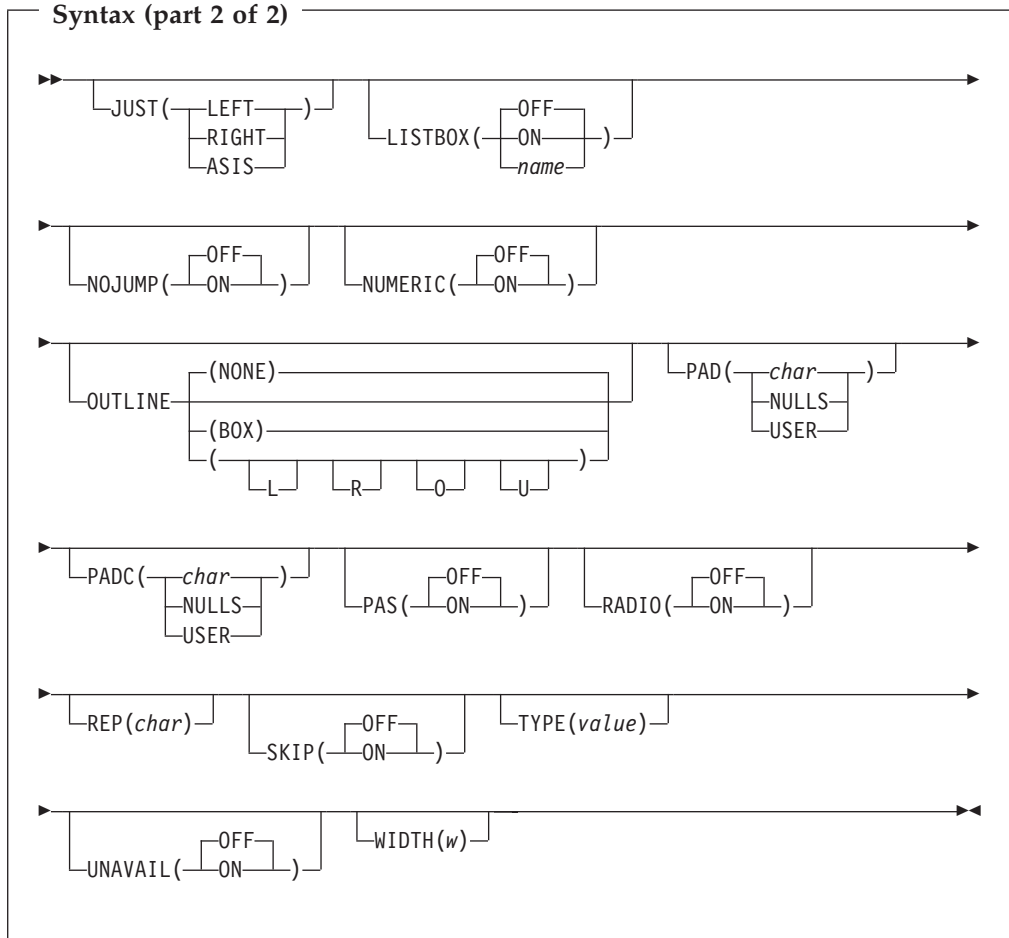 Syntax (part 2 of 2)
JUST( LEFT )
RIGHT
ASIS
LISTBOX( OFF
ON )
name
NOJUMP( OFF
ON )
NUMERIC( OFF
ON )
OUTLINE (NONE)
(BOX)
( L R O U )
PAD( char )
NULLS
USER
PADC( char )
NULLS
USER
PAS( OFF
ON )
RADIO( OFF
ON )
REP(char)
SKIP( OFF
ON )
TYPE(value)
UNAVAIL( OFF
ON )
WIDTH(w)